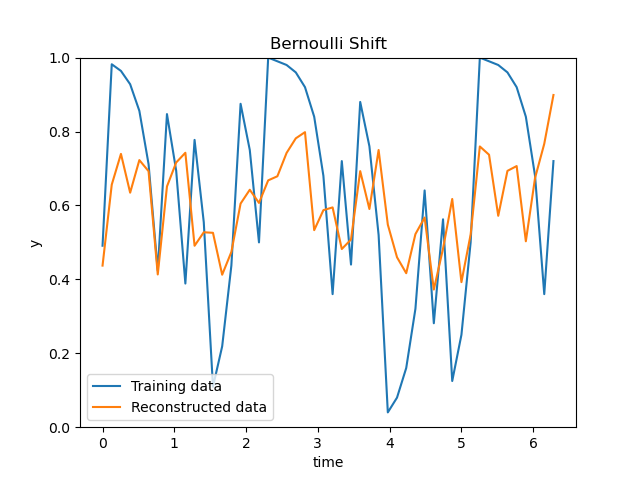 Bernoulli Shift
1.0
0.8
0.6
0.4
0.2
0.0
y
Training data
Reconstructed data
0 1 2 3 4 5 6
time